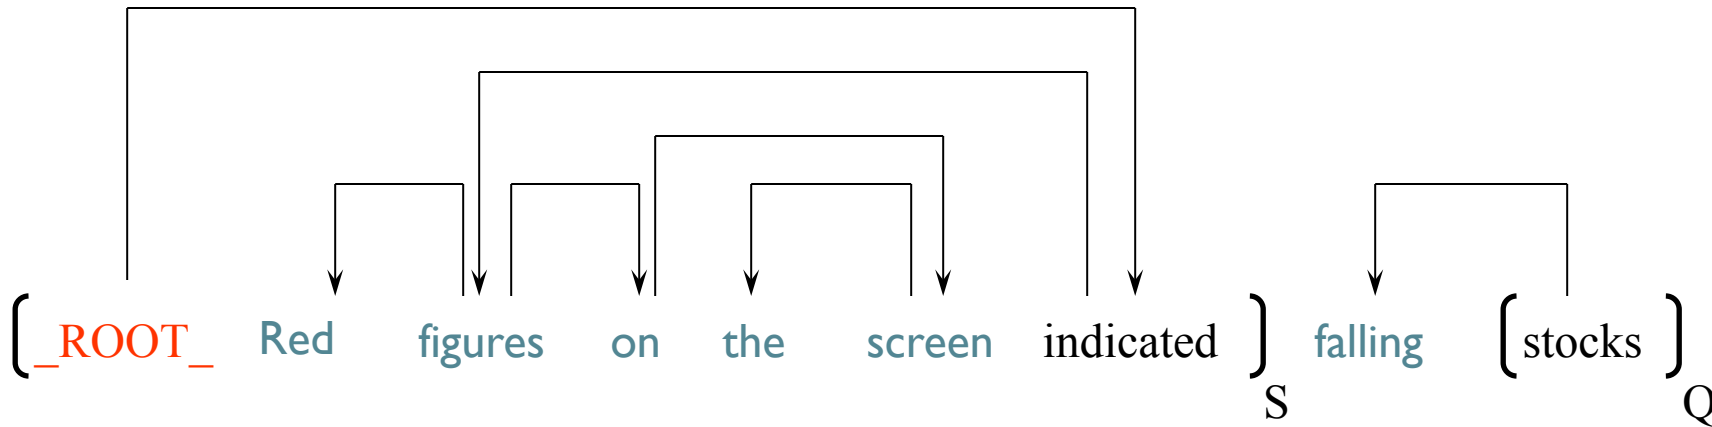 [_ROOT_ Red figures on the screen indicated]S falling [stocks]Q